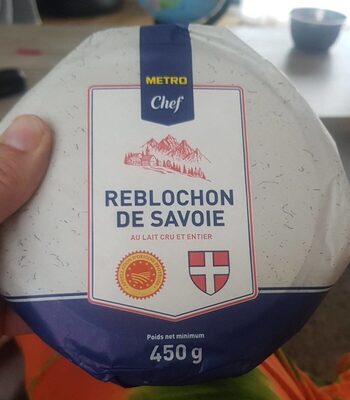 METRO
Chef
REBLOCHON
DE SAVOIE
AU LAIT CRU ET ENTIER
Poids net minimum
450 g